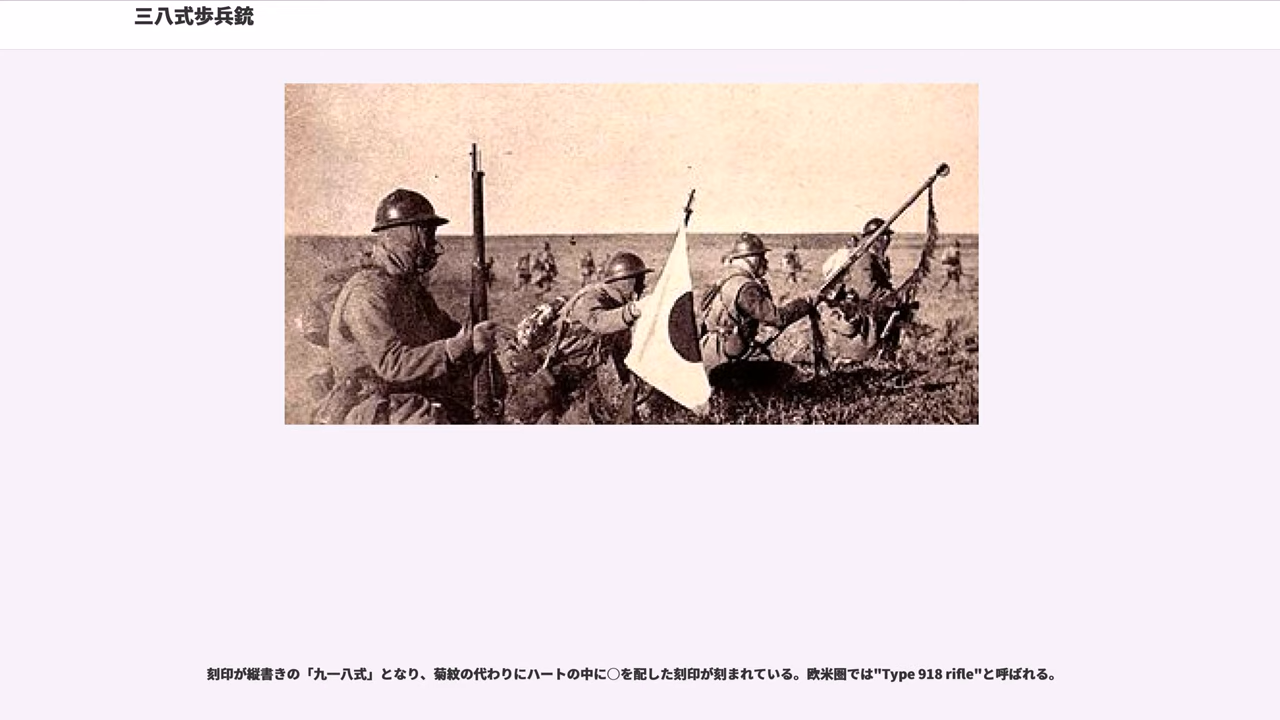 三八式歩兵銃
刻印が縦書きの「九一八式」となり、菊紋の代わりにハートの中に○を配した刻印が刻まれている。欧米圏では"Type 918 rifle"と呼ばれる。